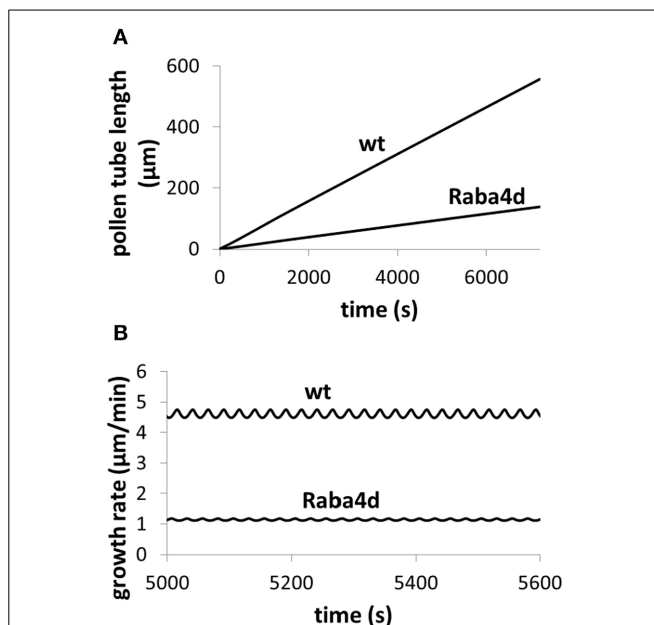 A
pollen tube length
(µm)
600
400
200
0
wt
Raba4d
0 2000 4000 6000
time (s)
B
growth rate (µm/min)
6
5
4
3
2
1
0
wt
Raba4d
5000 5200 5400 5600
time (s)